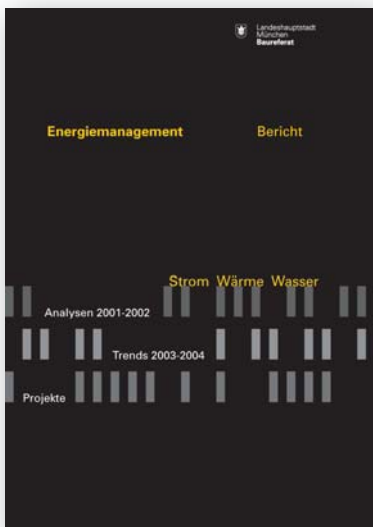 Landeshauptstadt
München
Baureferat
Energiemanagement Bericht
Strom Wärme Wasser
Analysen 2001-2002
Trends 2003-2004
Projekte